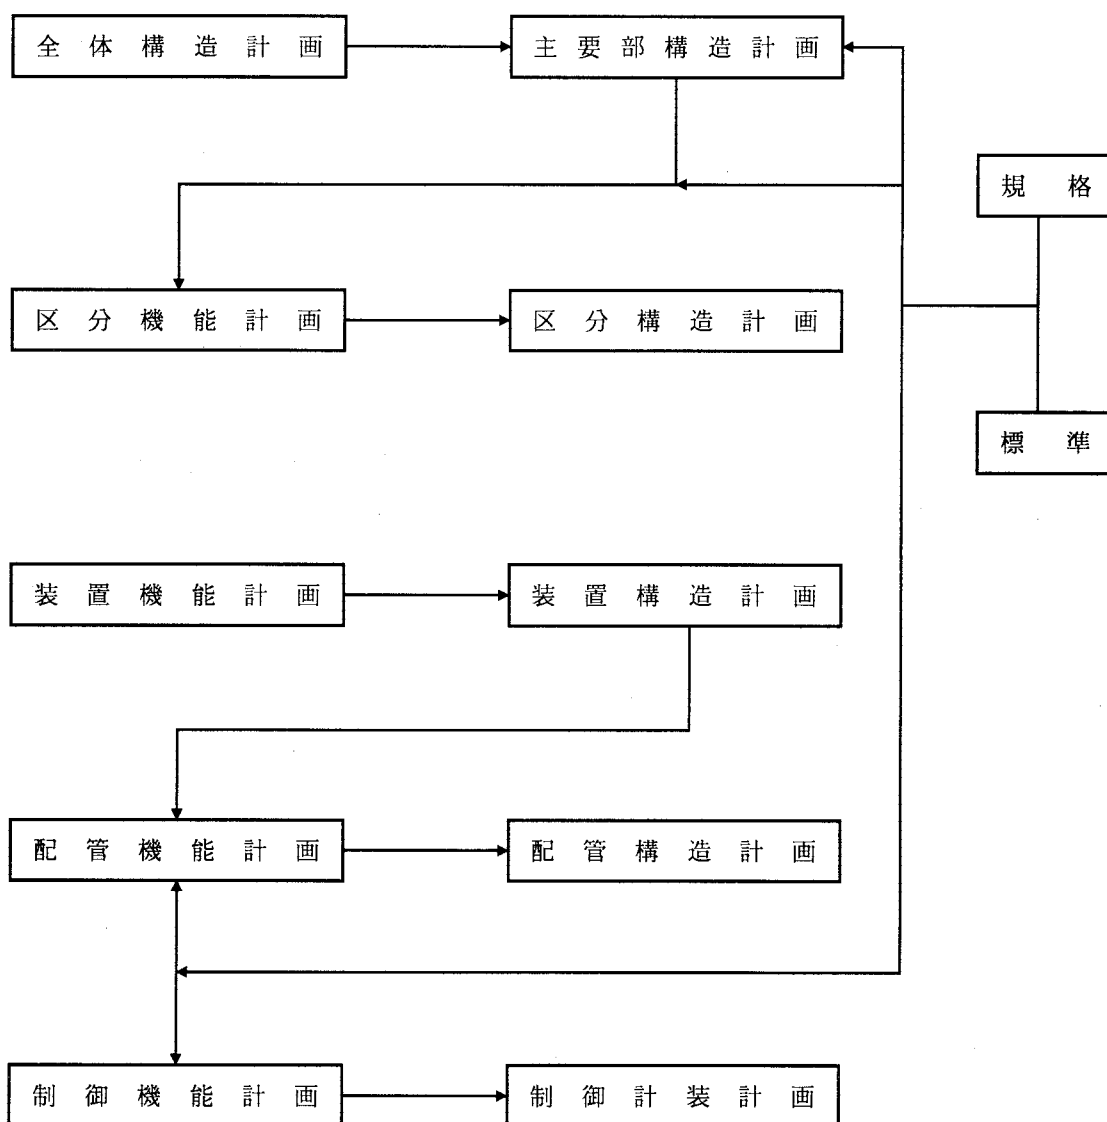 全体構造計画
主要部構造計画
規格
区分機能計画
区分構造計画
標準
装置機能計画
装置構造計画
配管機能計画
配管構造計画
制御機能計画
制御計装計画